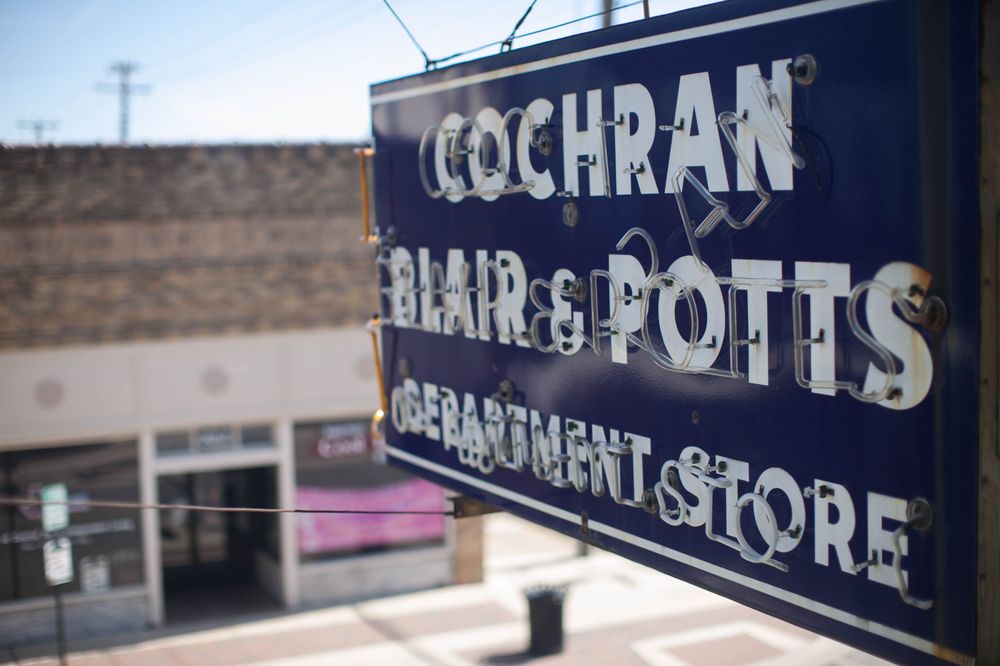 COCHRAN
BLAIR & POTTS
DEPARTMENT STORE